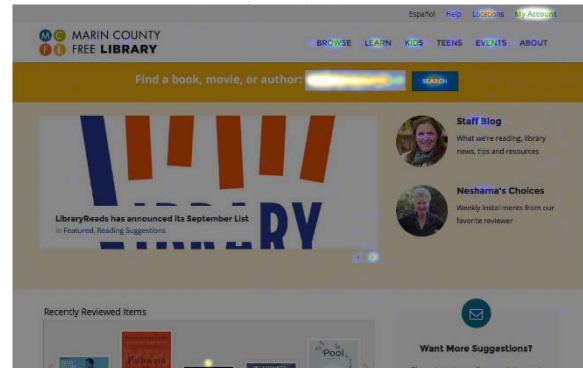 Español Help Locations My Account
MARIN COUNTY
FREE LIBRARY
BROWSE LEARN KIDS TEENS EVENTS ABOUT
Find a book, movie, or author:
SEARCH
LIBRARY
LibraryReads has announced its September List
In Featured, Reading Suggestions
Staff Blog
What we're reading, library
news, tips and resources
Neshama's Choices
Weekly installments from our
favorite reviewer
Recently Reviewed Items
Pool
Want More Suggestions?